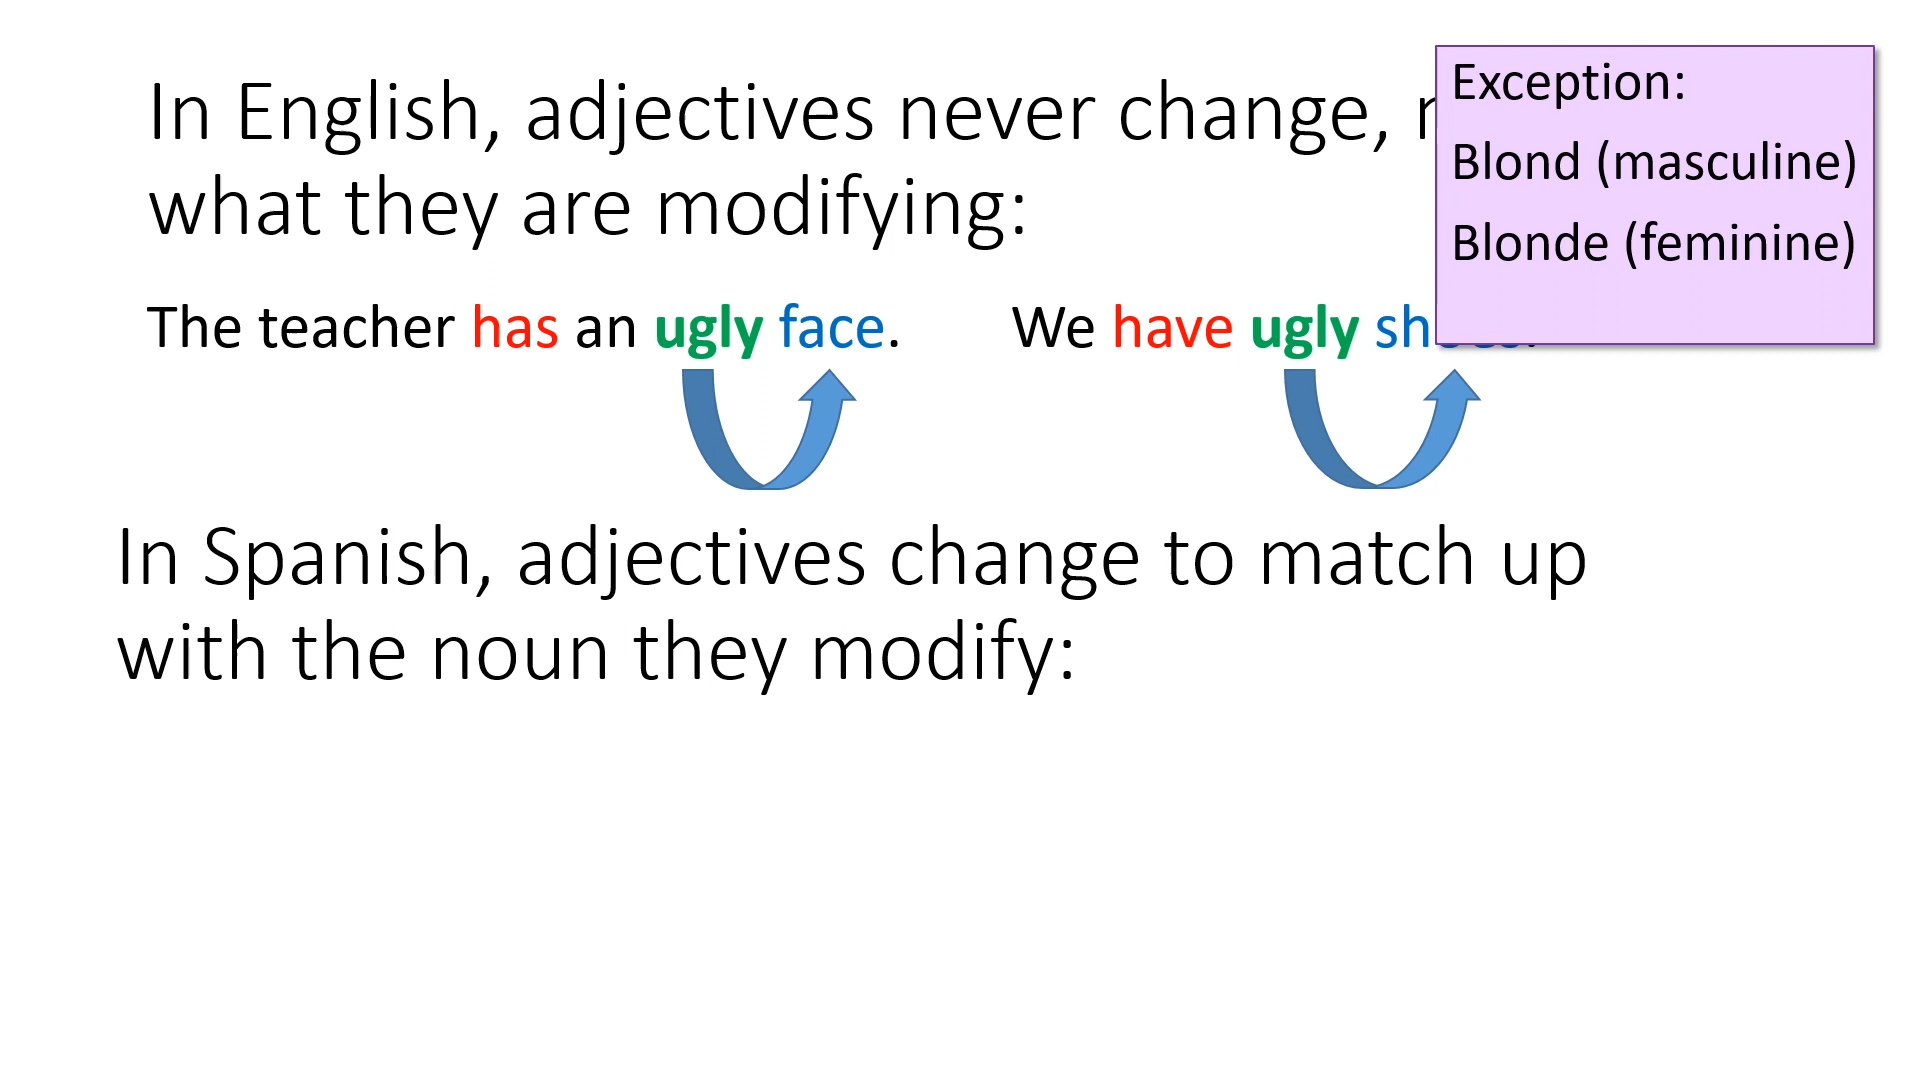 In English, adjectives never change,
what they are modifying:
Exception:
Blond (masculine)
Blonde (feminine)
The teacher has an ugly face. We have ugly
In Spanish, adjectives change to match up
with the noun they modify: